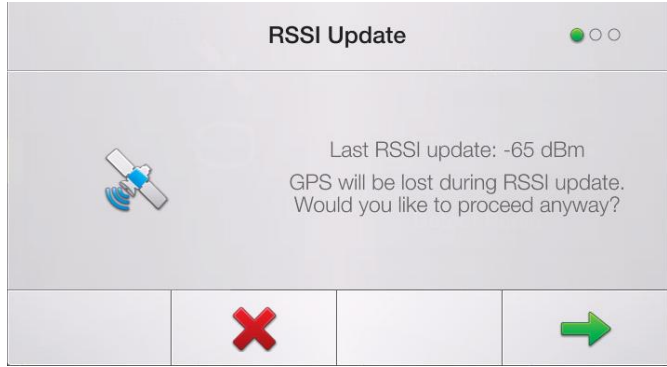 RSSI Update
Last RSSI update: -65 dBm
GPS will be lost during RSSI update.
Would you like to proceed anyway?